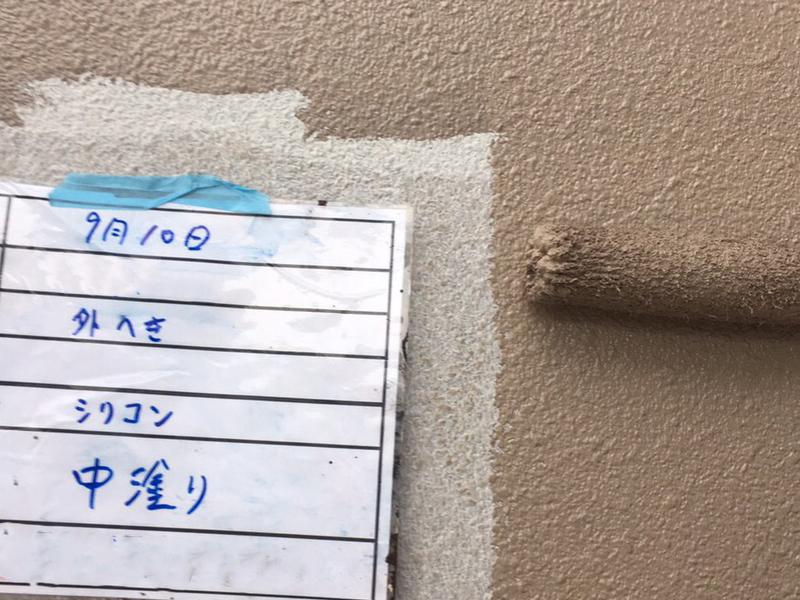 9月10日
外へき
シリコン
中塗り